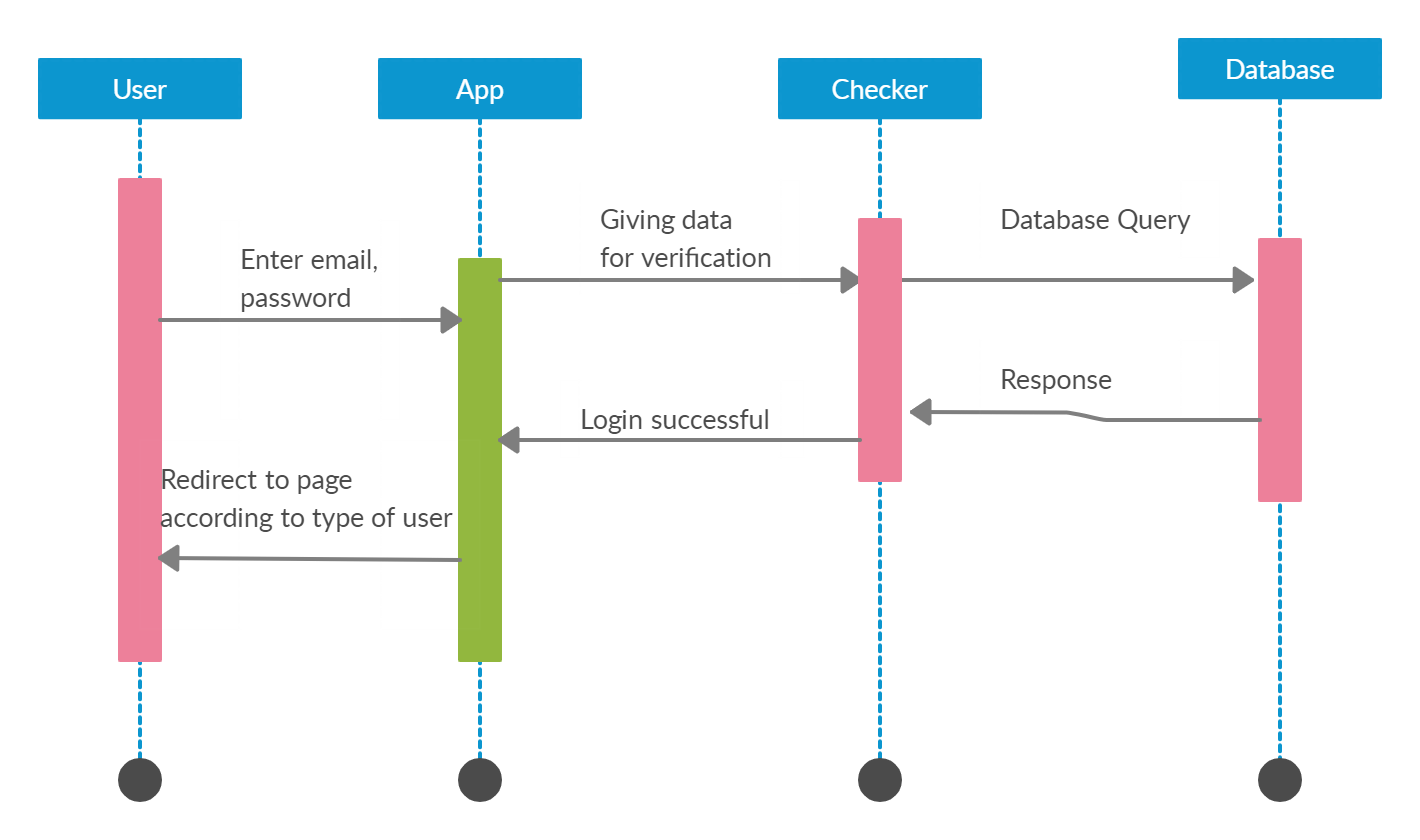 User
App
Checker
Database
Giving data
for verification
Database Query
Enter email,
password
Response
Login successful
Redirect to page
according to type of user